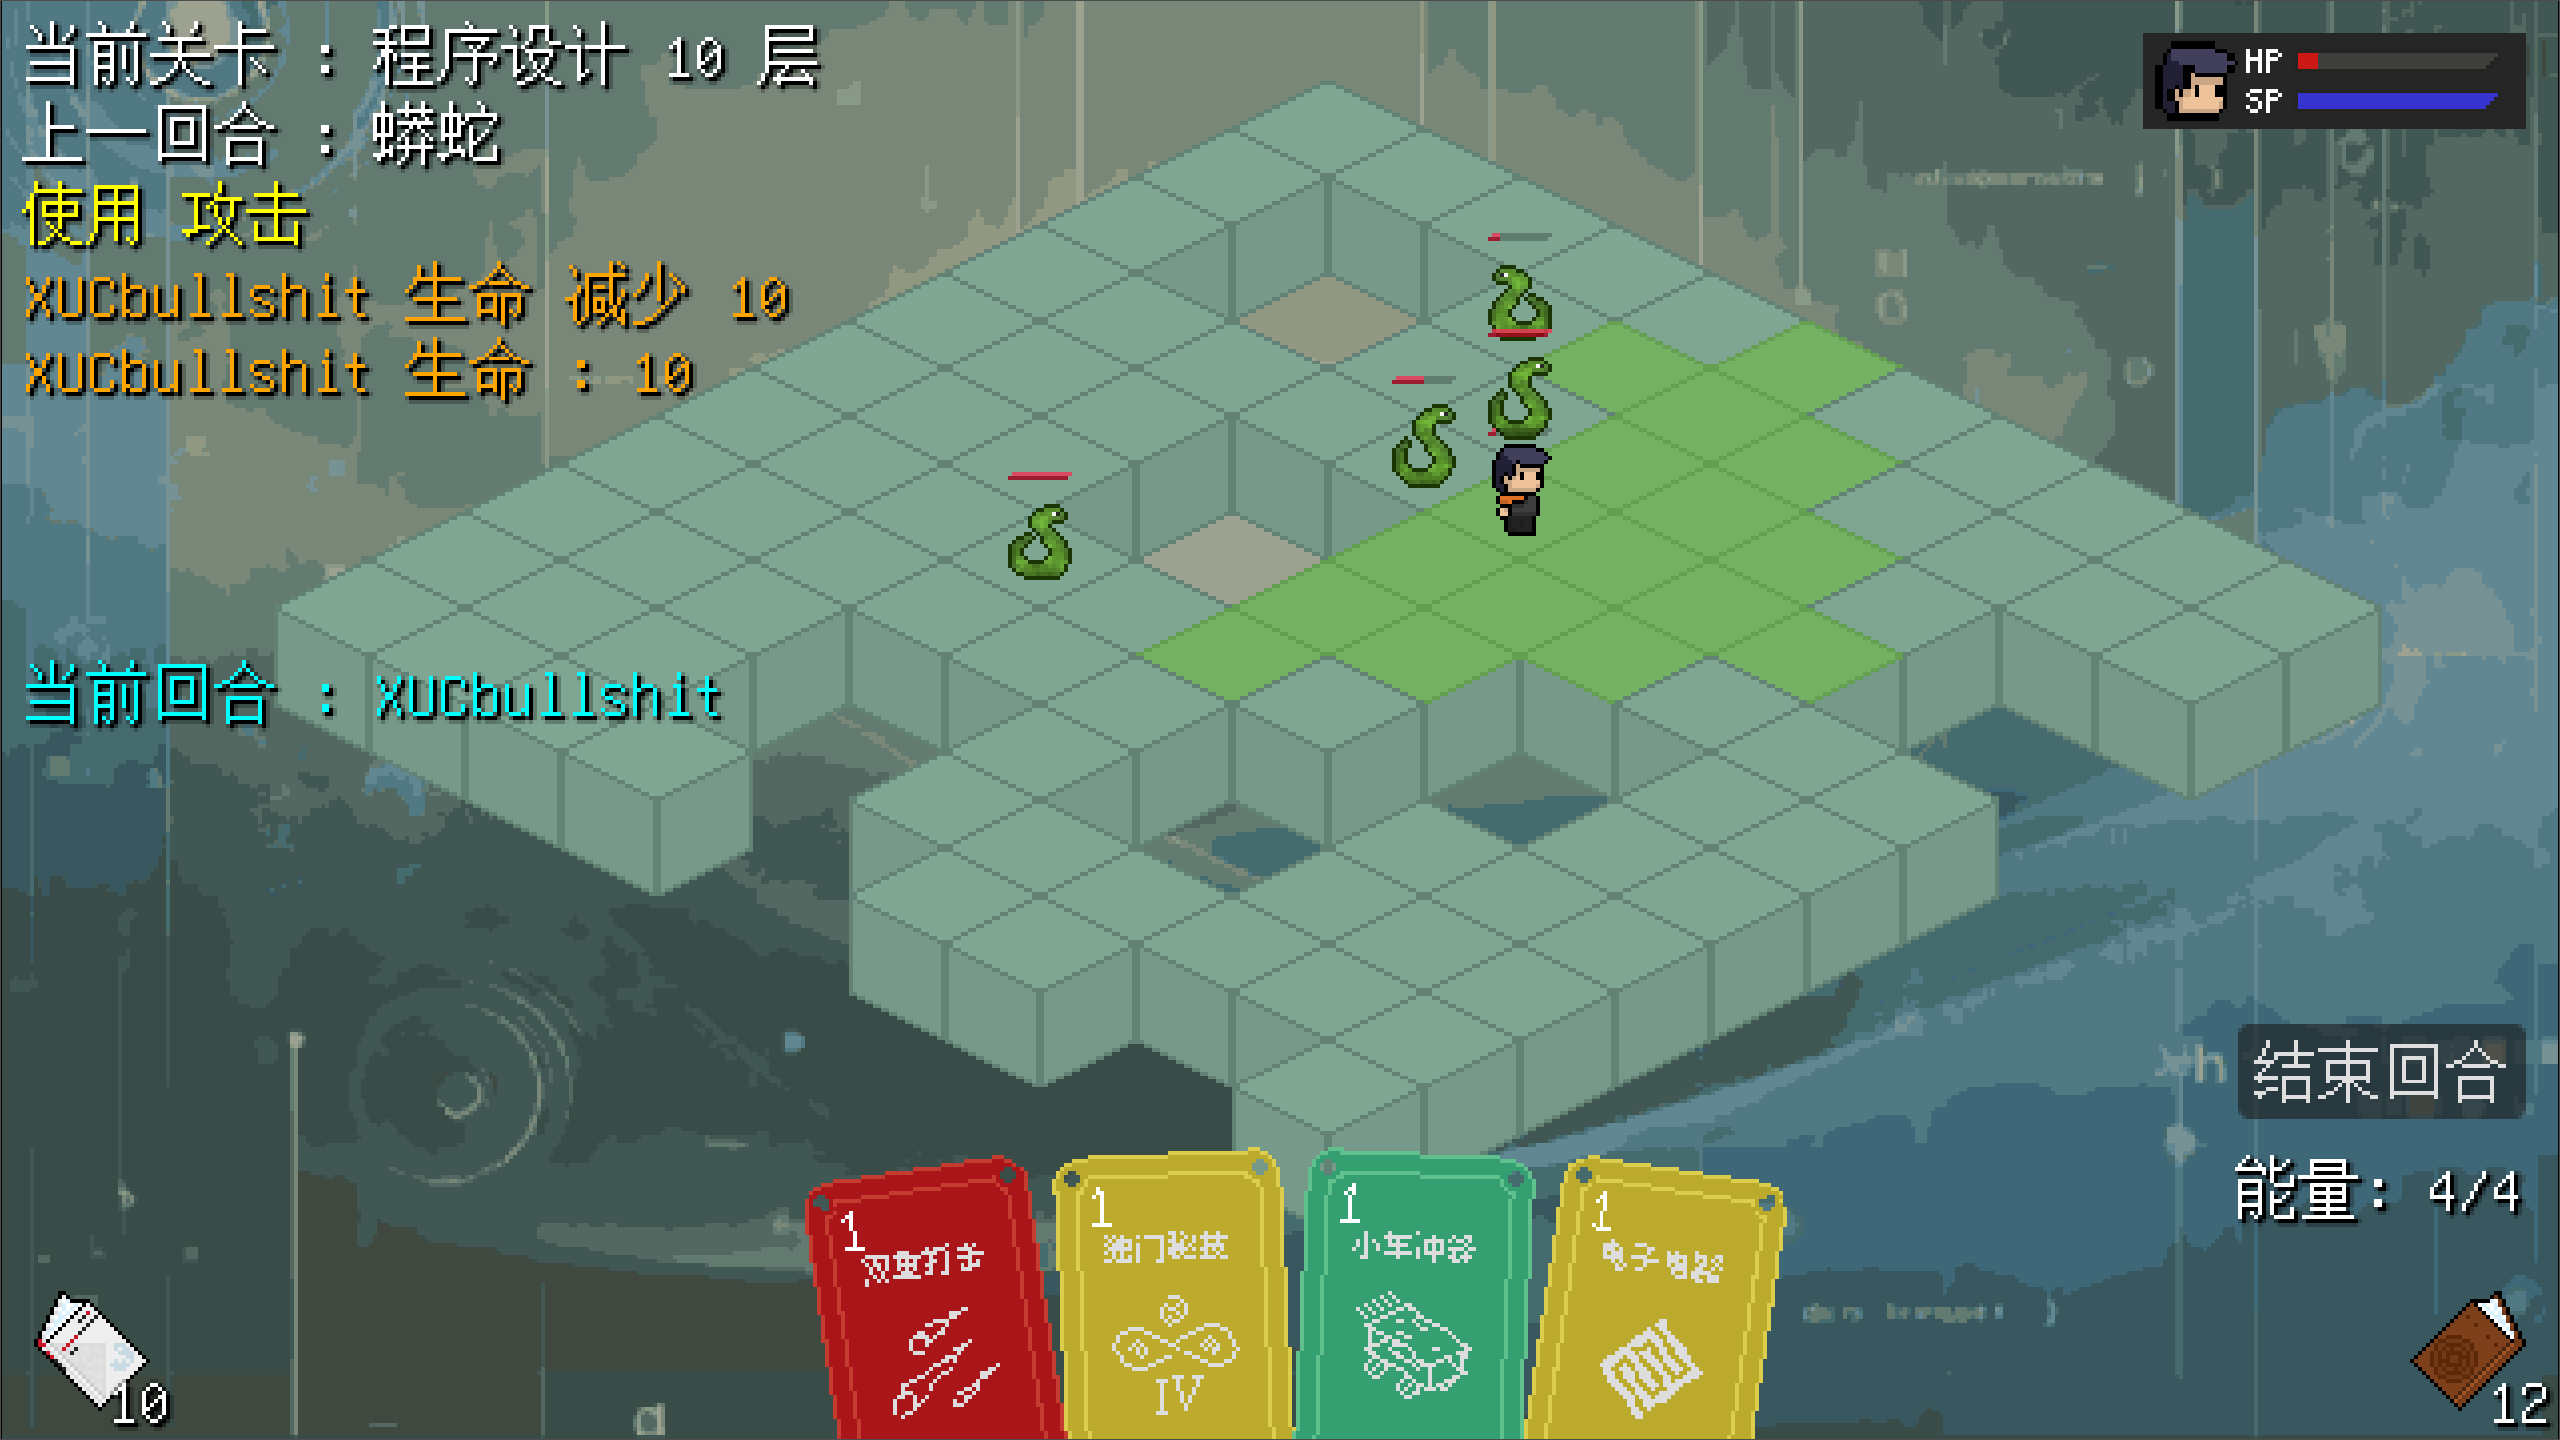 当前关卡 : 程序设计 10 层
上一回合 : 蟒蛇
使用 攻击
XUCbullshit 生命 减少 10
XUCbullshit 生命 : 10
当前回合 : XUCbullshit
HP
SP
结束回合
能量: 4/4
1
双重打击
1
独门秘技
IV
1
小车冲锋
1
电子
10
12